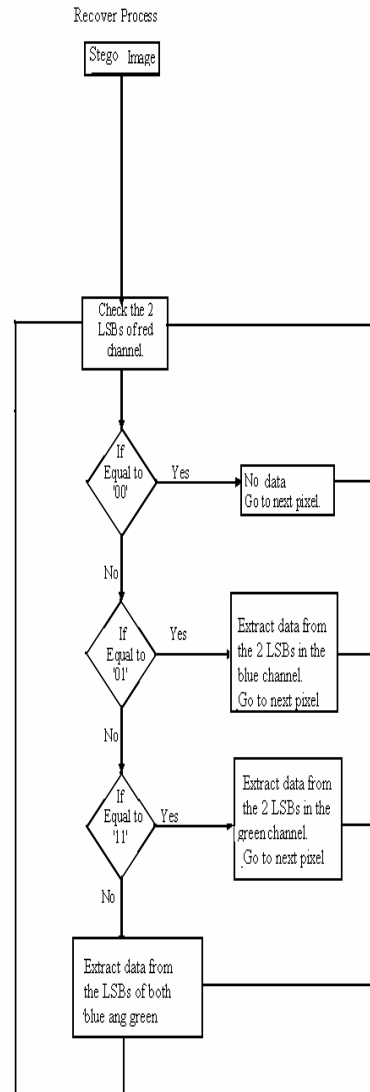 Recover Process
Stego Image
Check the 2
LSBs of red
channel.
If
Equal to
'00'
Yes
No data
Go to next pixel.
No
If
Equal to
'01'
Yes
Extract data from
the 2 LSBs in the
blue channel.
Go to next pixel
No
If
Equal to
'11'
Yes
Extract data from
the 2 LSBs in the
green channel.
Go to next pixel
No
Extract data from
the LSBs of both
blue ang green